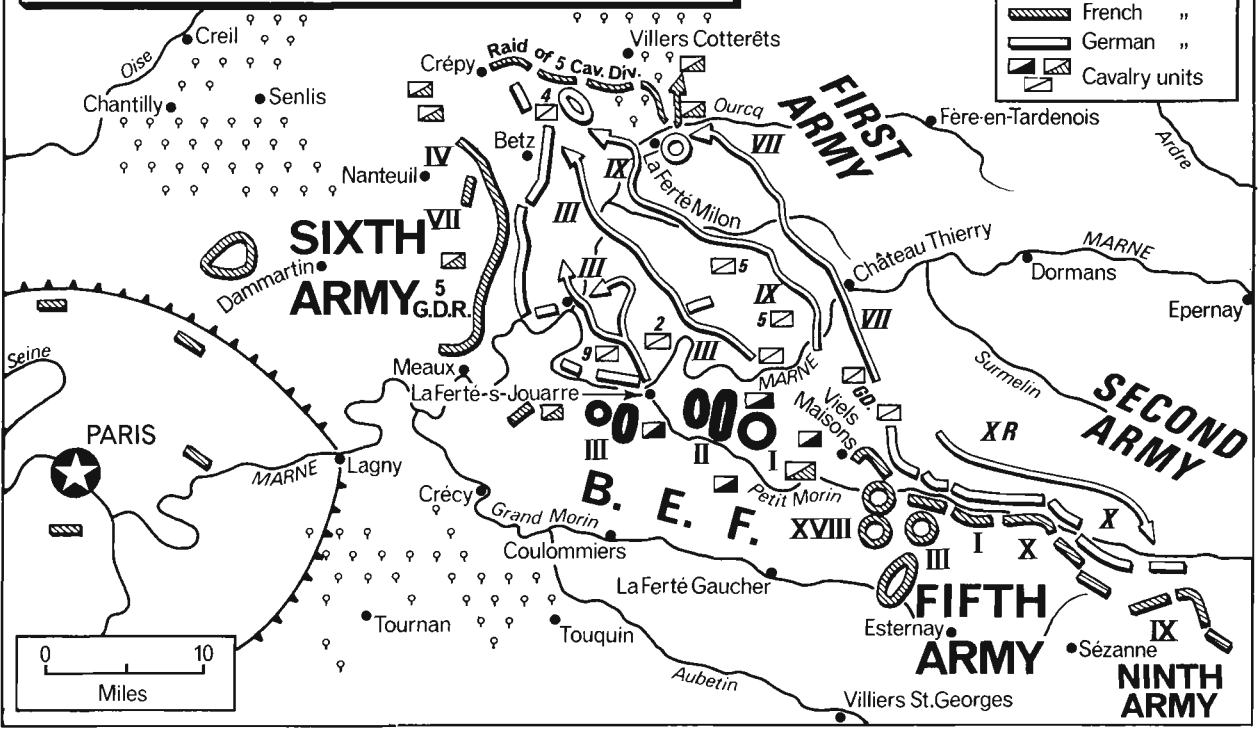 French "
German "
Cavalry units
Creil
Oise
Chantilly
Senlis
Crépy
Raid of 5 Cav. Div.
Villers Cotterêts
4
Betz
Nanteuil
IV
VII
SIXTH
ARMY
5
G.D.R.
Dammartin
Ourcq
La Ferté Milon
FIRST
ARMY
Fère-en-Tardenois
Ardre
VII
IX
III
III
5
IX
5
2
III
9
VII
Château Thierry
MARNE
Dormans
Epernay
Surmelin
SECOND
ARMY
Seine
PARIS
MARNE
Lagny
Meaux
La Ferté-s-Jouarre
MARNE
GD.
Viels
Maisons
III
II
I
B. E. F.
Petit Morin
Crécy
Grand Morin
Coulommiers
La Ferté Gaucher
XR
X
XVIII
III
I
X
FIFTH
ARMY
Esternay
Sézanne
IX
NINTH
ARMY
Tournan
Touquin
Aubetin
Villiers St.Georges
0 10
Miles